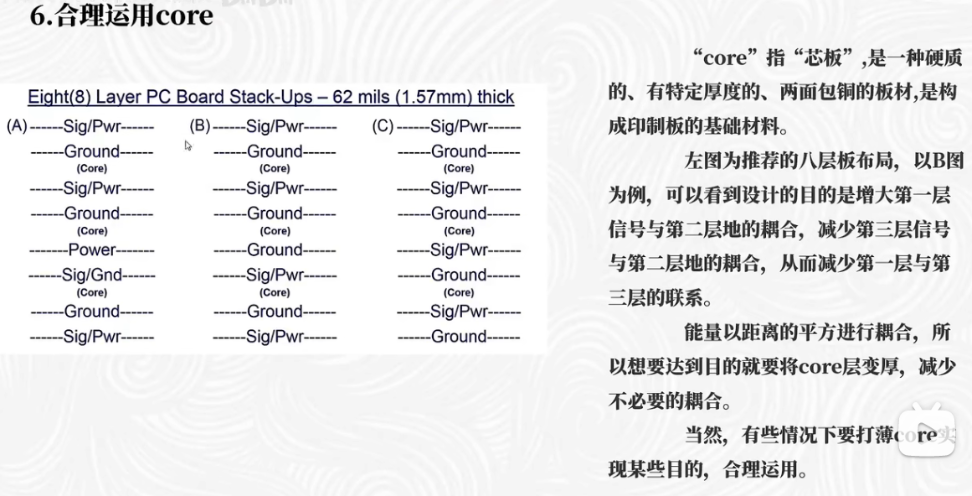 6.合理运用core
Eight(8) Layer PC Board Stack-Ups – 62 mils (1.57mm) thick
(A) ------Sig/Pwr------
------Ground------
(Core)
------Sig/Pwr------
------Ground------
(Core)
-------Power-------
------Sig/Gnd------
(Core)
------Ground------
------Sig/Pwr------
(B) ------Sig/Pwr------
------Ground------
(Core)
------Sig/Pwr------
------Ground------
(Core)
------Ground------
------Sig/Pwr------
(Core)
------Ground------
------Sig/Pwr------
(C) ------Sig/Pwr------
------Ground------
(Core)
------Sig/Pwr------
------Ground------
(Core)
------Sig/Pwr------
------Ground------
(Core)
------Sig/Pwr------
------Ground------
“core”指“芯板”,是一种硬质
的、有特定厚度的、两面包铜的板材,是构
成印制板的基础材料。
左图为推荐的八层板布局，以B图
为例，可以看到设计的目的是增大第一层
信号与第二层地的耦合，减少第三层信号
与第二层地的耦合，从而减少第一层与第
三层的联系。
能量以距离的平方进行耦合，所
以想要达到目的就要将core层变厚，减少
不必要的耦合。
当然，有些情况下要打薄core实
现某些目的，合理运用。